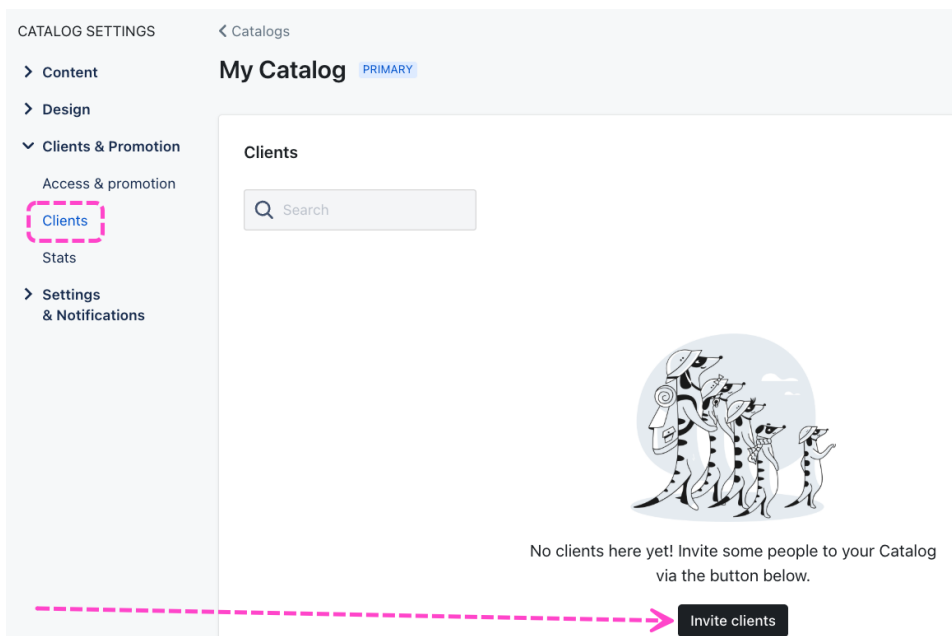 CATALOG SETTINGS
Content
Design
Clients & Promotion
Access & promotion
Clients
Stats
Settings
& Notifications
Catalogs
My Catalog PRIMARY
Clients
Search
No clients here yet! Invite some people to your Catalog
via the button below.
Invite clients